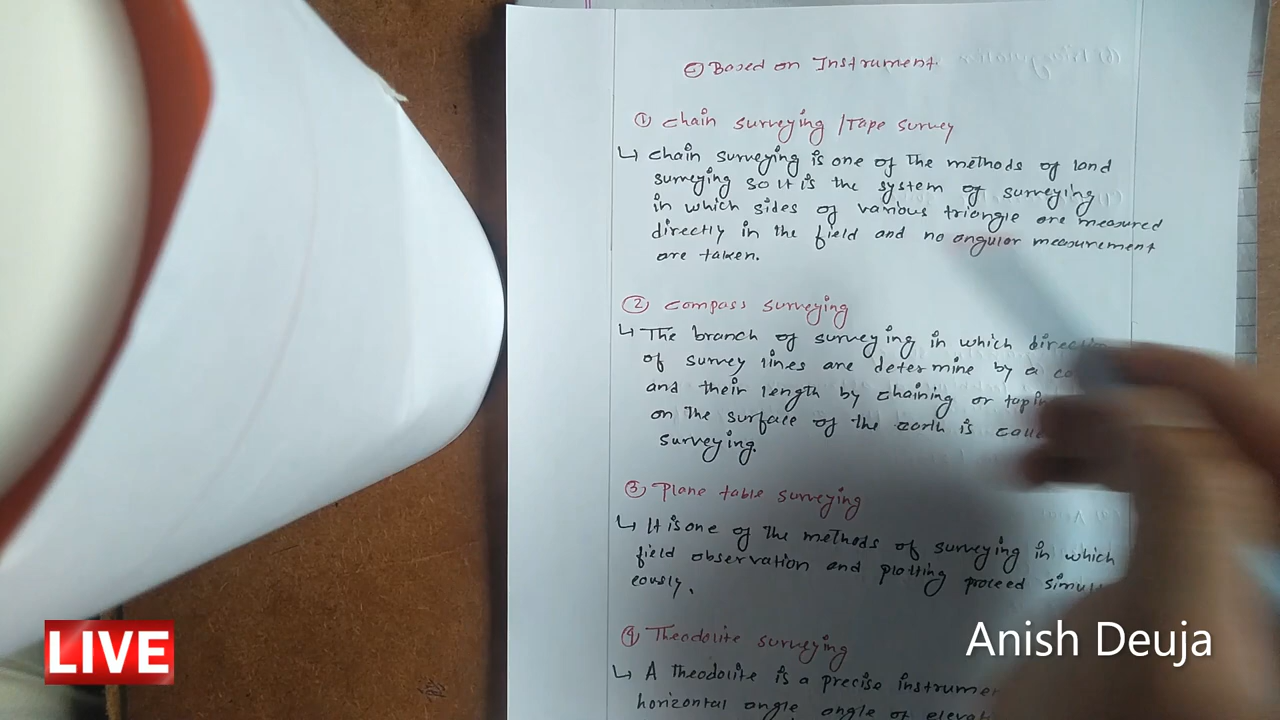 Based on Instrument
① Chain surveying / Tape survey
↳ Chain surveying is one of the methods of land
surveying so it is the system of surveying
in which sides of various triangle are measured
directly in the field and no angular measurement
are taken.
② Compass surveying
↳ The branch of surveying in which
of survey lines are determine by a
and their length by chaining or
on the surface of the earth is
surveying.
③ Plane table surveying
↳ It is one of the methods of surveying in which
field observation and plotting proceed
eously.
④ Theodolite surveying
↳ A Theodolite is a precise
horizontal angle angle of
LIVE
Anish Deuja